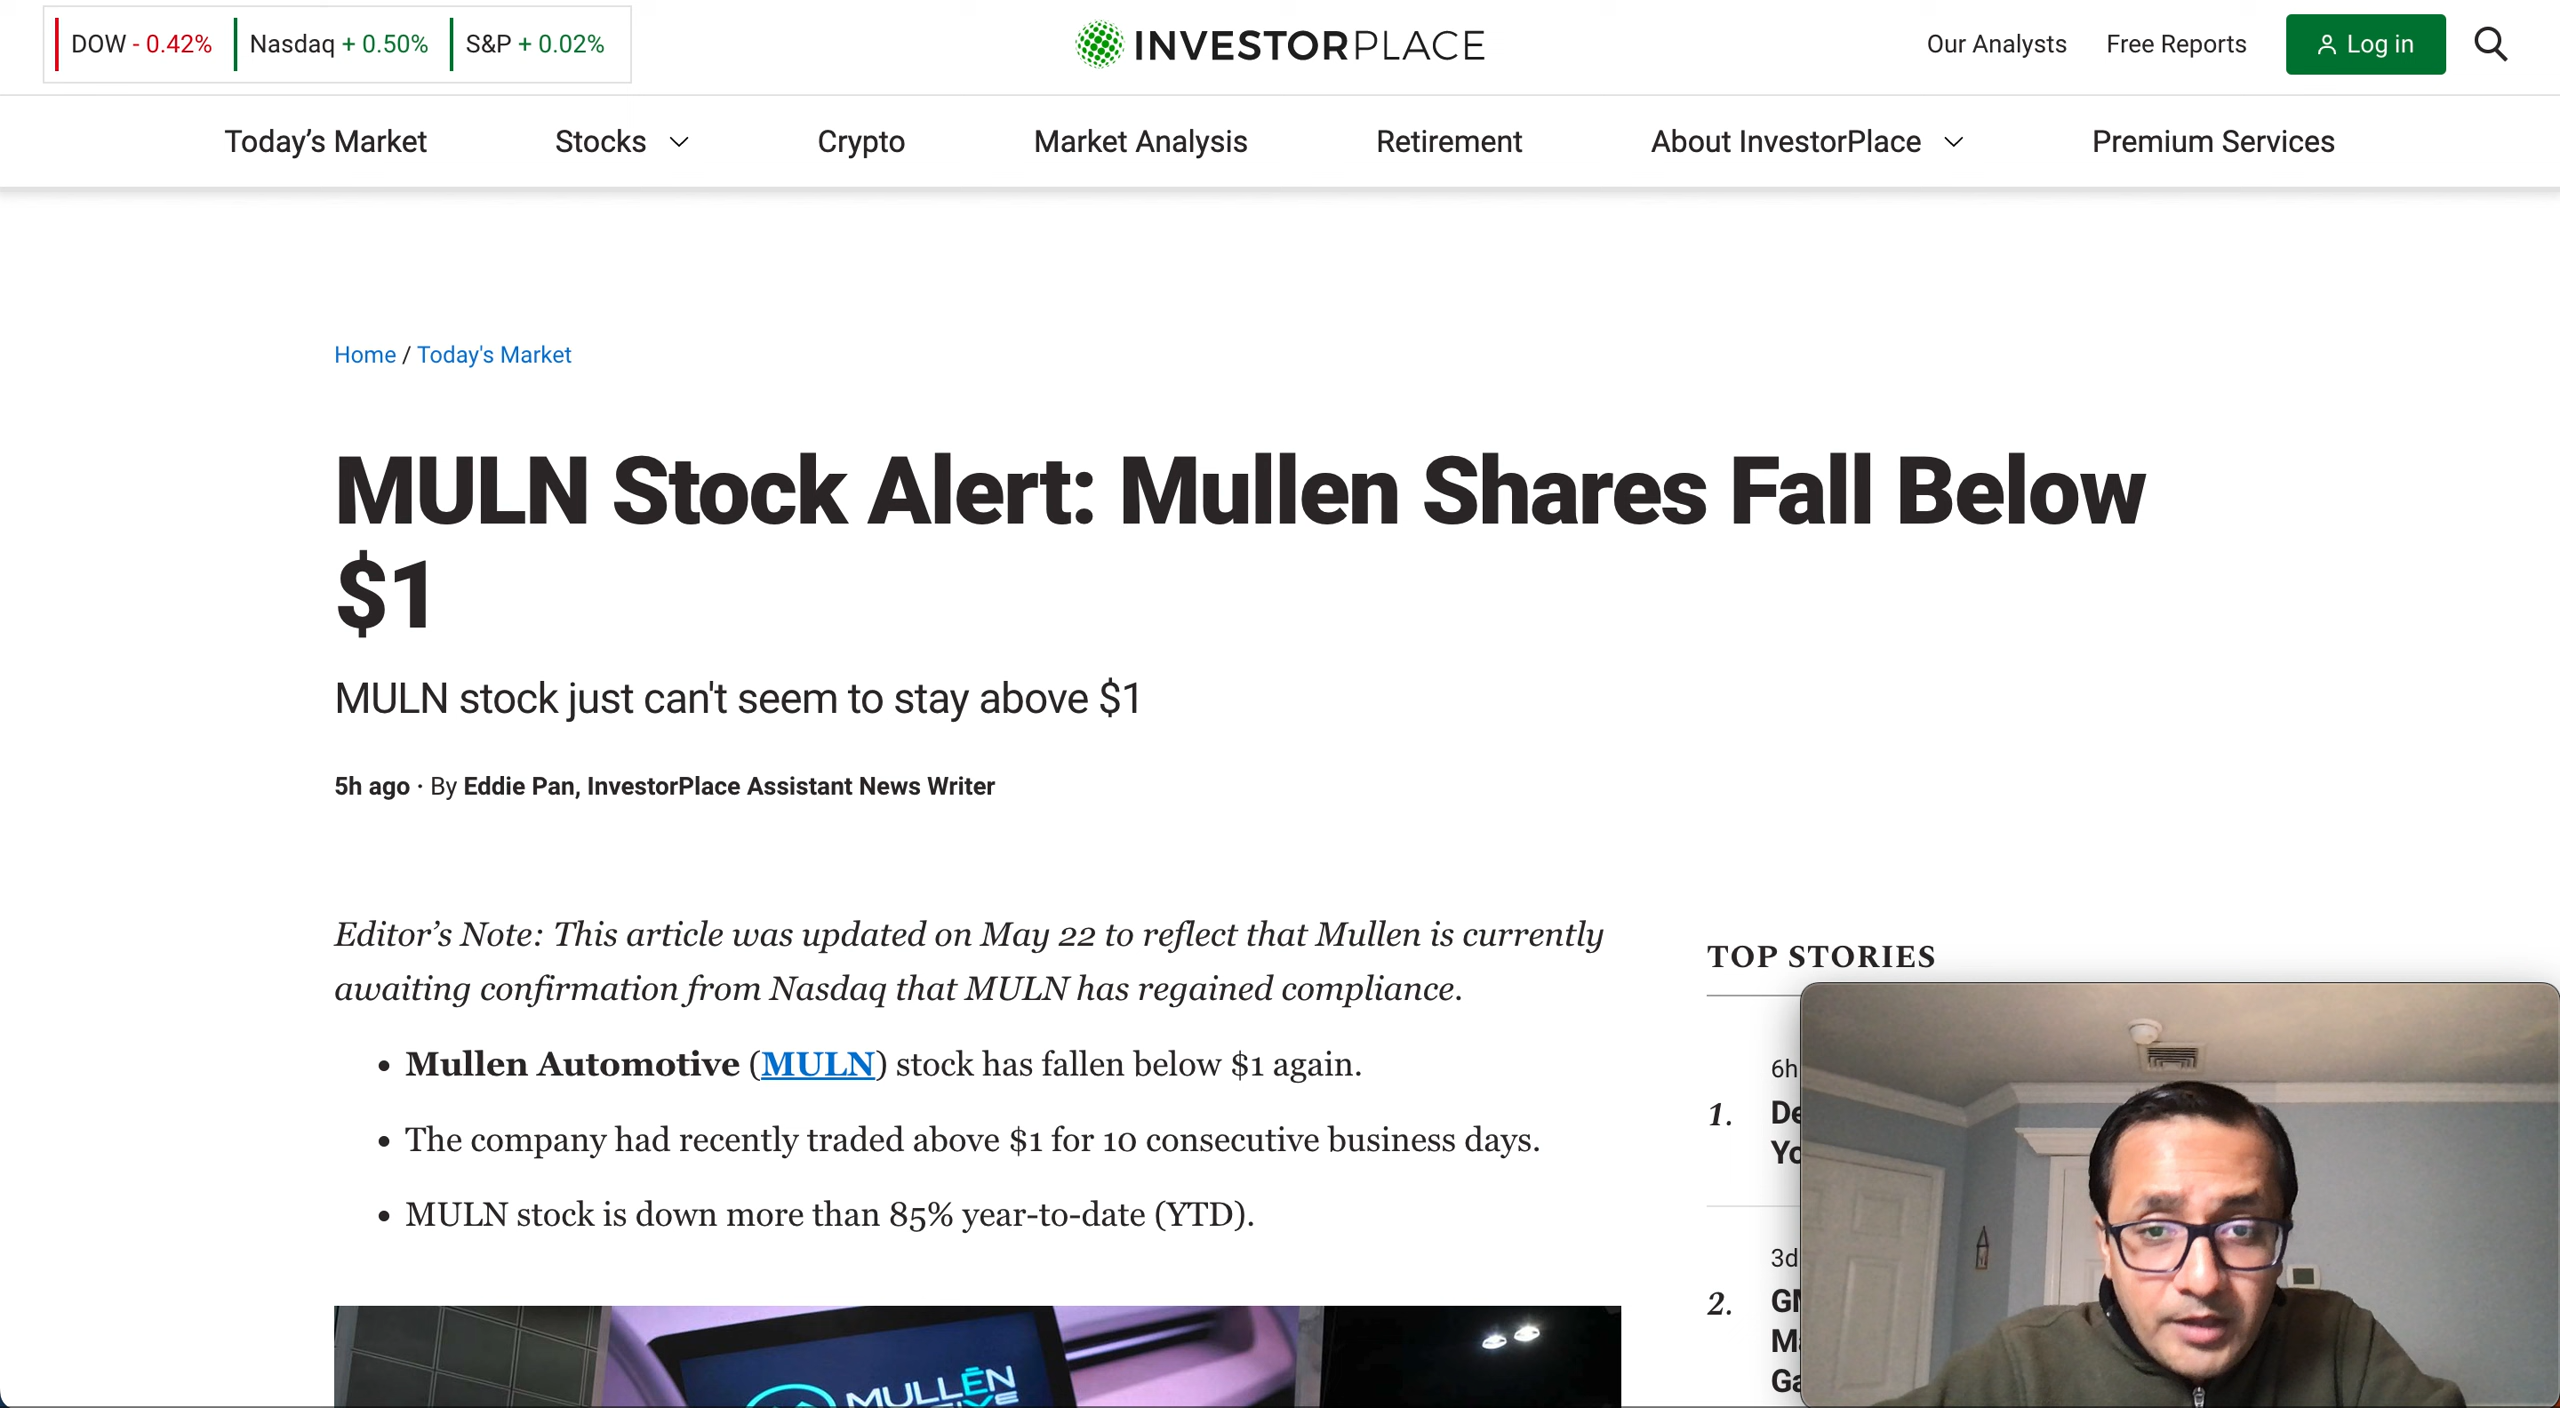 DOW - 0.42% Nasdaq + 0.50% S&P + 0.02%
INVESTORPLACE
Our Analysts Free Reports Log in
Today’s Market Stocks Crypto Market Analysis Retirement About InvestorPlace Premium Services
Home / Today's Market
MULN Stock Alert: Mullen Shares Fall Below
$1
MULN stock just can't seem to stay above $1
5h ago · By Eddie Pan, InvestorPlace Assistant News Writer
Editor’s Note: This article was updated on May 22 to reflect that Mullen is currently
awaiting confirmation from Nasdaq that MULN has regained compliance.
• Mullen Automotive (MULN) stock has fallen below $1 again.
• The company had recently traded above $1 for 10 consecutive business days.
• MULN stock is down more than 85% year-to-date (YTD).
MULLĒN
TOP STORIES
6h
1. De
Yo
3d
2. GM
Ma
Ga